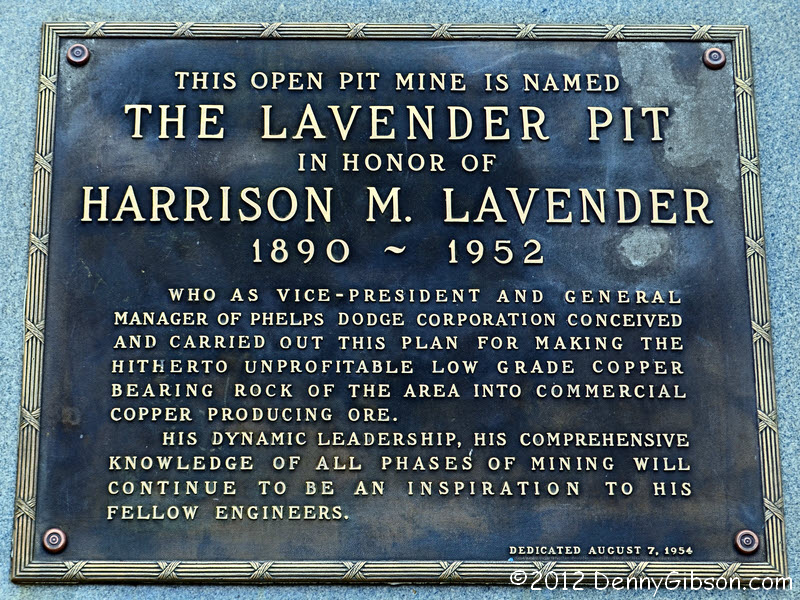 THIS OPEN PIT MINE IS NAMED
THE LAVENDER PIT
IN HONOR OF
HARRISON M. LAVENDER
1890 ~ 1952
WHO AS VICE-PRESIDENT AND GENERAL
MANAGER OF PHELPS DODGE CORPORATION CONCEIVED
AND CARRIED OUT THIS PLAN FOR MAKING THE
HITHERTO UNPROFITABLE LOW GRADE COPPER
BEARING ROCK OF THE AREA INTO COMMERCIAL
COPPER PRODUCING ORE.
HIS DYNAMIC LEADERSHIP, HIS COMPREHENSIVE
KNOWLEDGE OF ALL PHASES OF MINING WILL
CONTINUE TO BE AN INSPIRATION TO HIS
FELLOW ENGINEERS.
DEDICATED AUGUST 7, 1954
©2012 DennyGibson.com